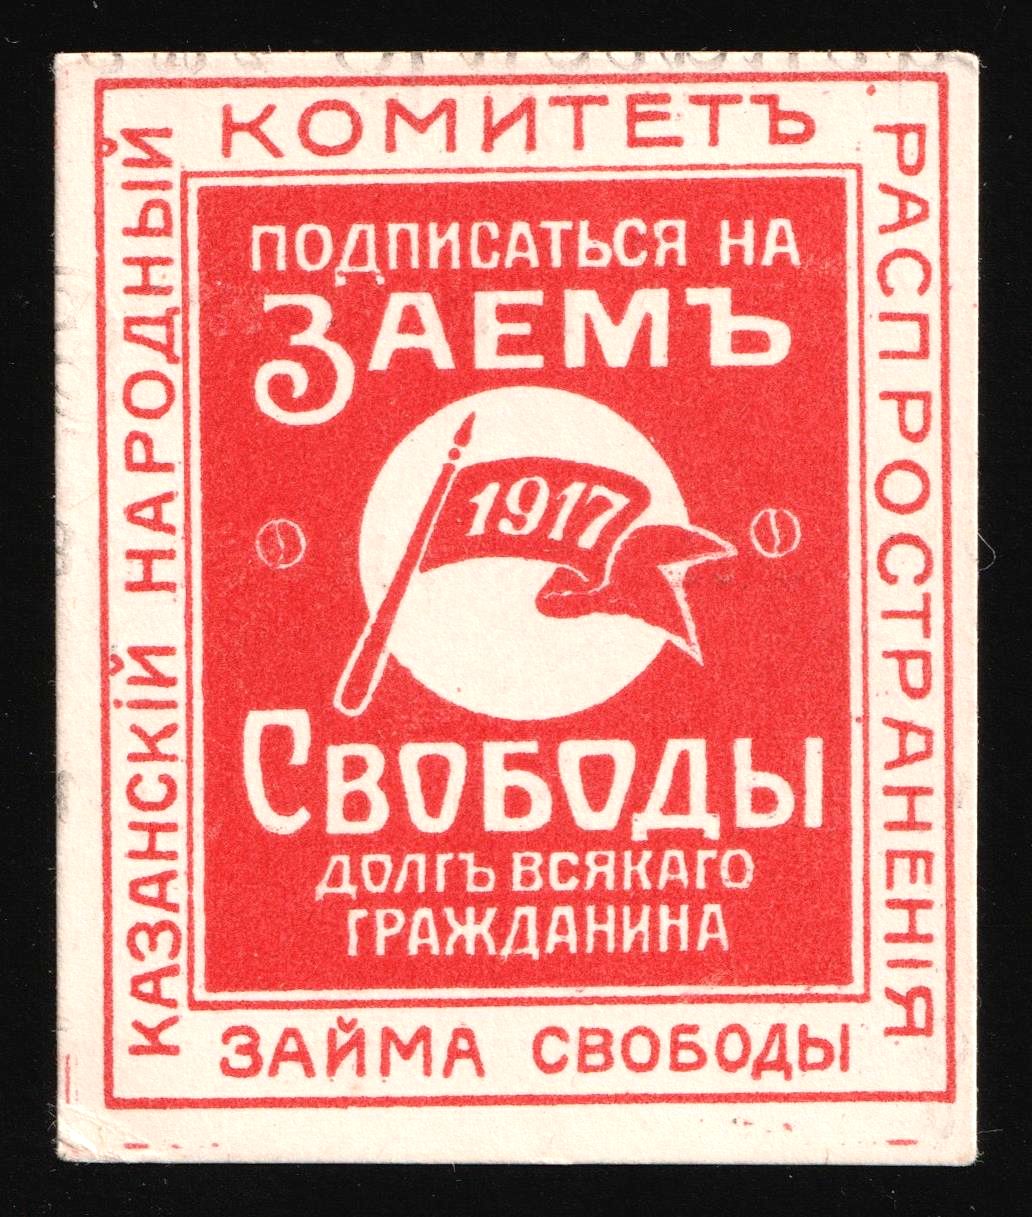 КАЗАНСКІЙ НАРОДНЫЙ
КОМИТЕТЪ
РАСПРОСТРАНЕНІЯ
ЗАЙМА СВОБОДЫ
ПОДПИСАТЬСЯ НА
ЗАЕМЪ
1917
СВОБОДЫ
ДОЛГЪ ВСЯКАГО
ГРАЖДАНИНА